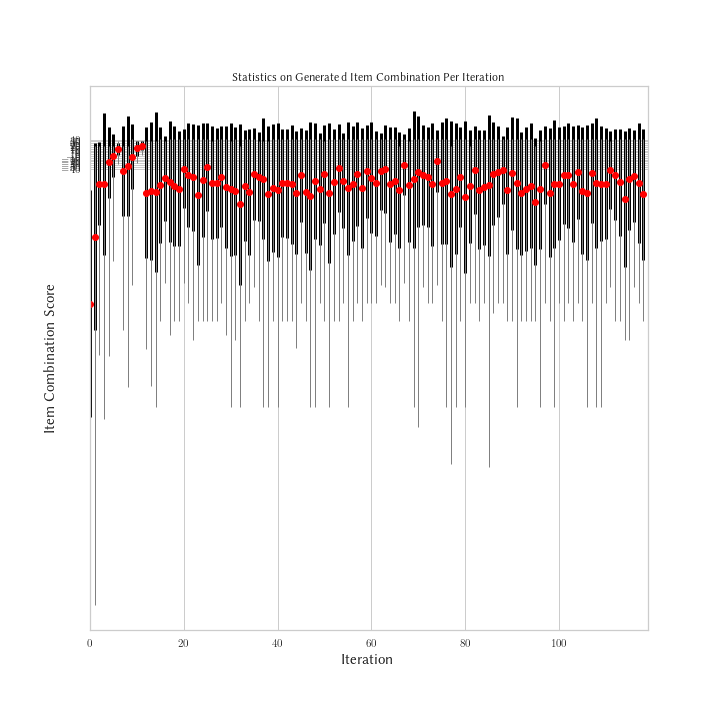 Statistics on Generated Item Combination Per Iteration
Item Combination Score
0 20 40 60 80 100
Iteration